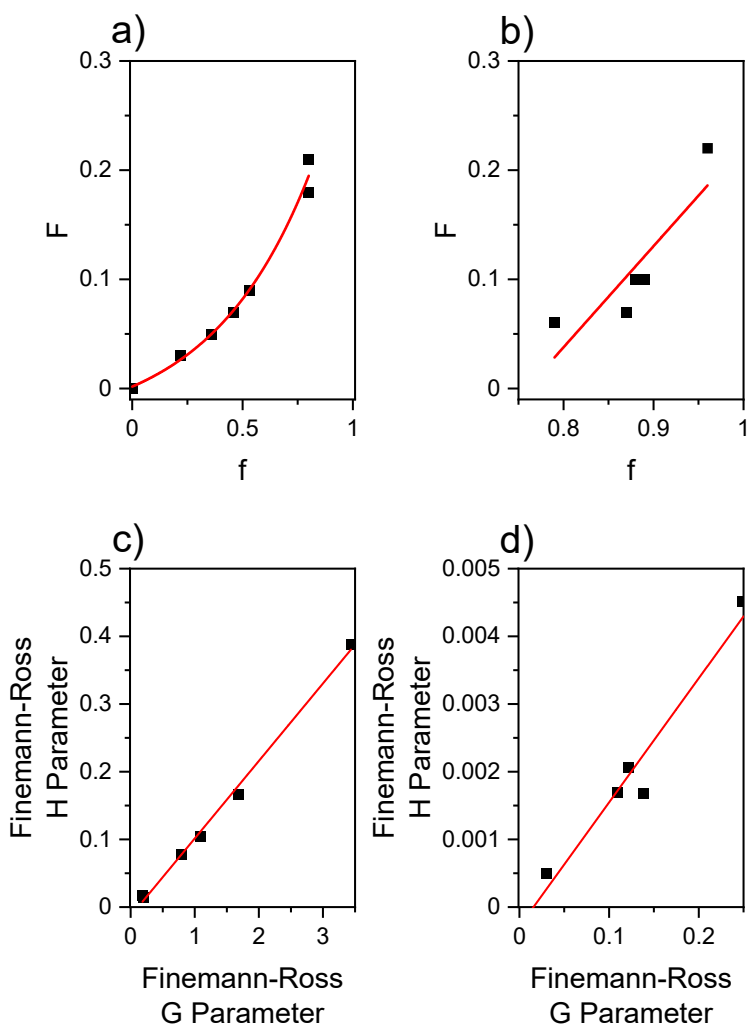 a)
0.3
0.2
0.1
0
F
0
0.5
1
f
b)
0.3
0.2
0.1
0
F
0.8
0.9
1
f
c)
0.5
0.4
0.3
0.2
0.1
0
Finemann-Ross
H Parameter
0
1
2
3
Finemann-Ross
G Parameter
d)
0.005
0.004
0.003
0.002
0.001
0
Finemann-Ross
H Parameter
0
0.1
0.2
Finemann-Ross
G Parameter